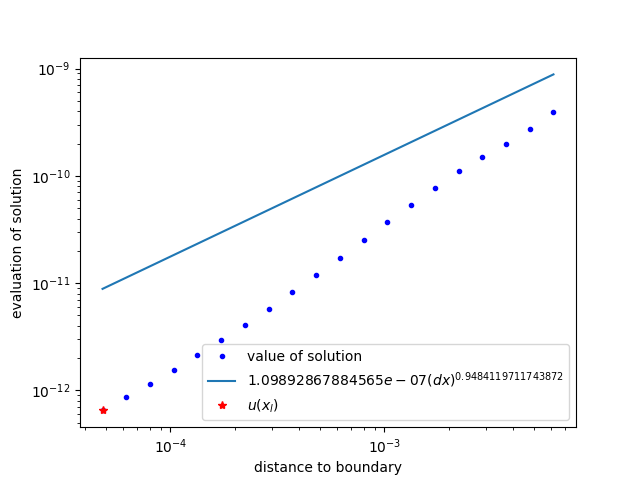 10⁻⁹
10⁻¹⁰
10⁻¹¹
10⁻¹²
evaluation of solution
value of solution
1.09892867884565e − 07(dx)^0.9484119711743872
u(x_l)
10⁻⁴
10⁻³
distance to boundary